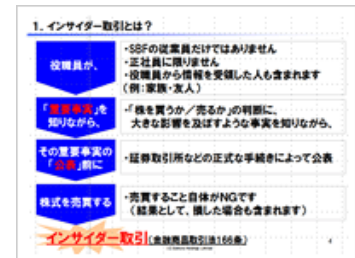 1. インサイダー取引とは？
役職員が、
・SBFの従業員だけではありません
・正社員に限りません
・役職員から情報を受領した人も含まれます
（例：家族・友人）
「重要事実」を
知りながら、
・「株を買うか／売るか」の判断に、
大きな影響を及ぼすような事実を知りながら、
その重要事実の
「公表」前に
・証券取引所などの正式な手続きによって公表
株式を売買する
・売買すること自体がNGです
（結果として、損した場合も含まれます）
インサイダー取引（金融商品取引法166条）
4